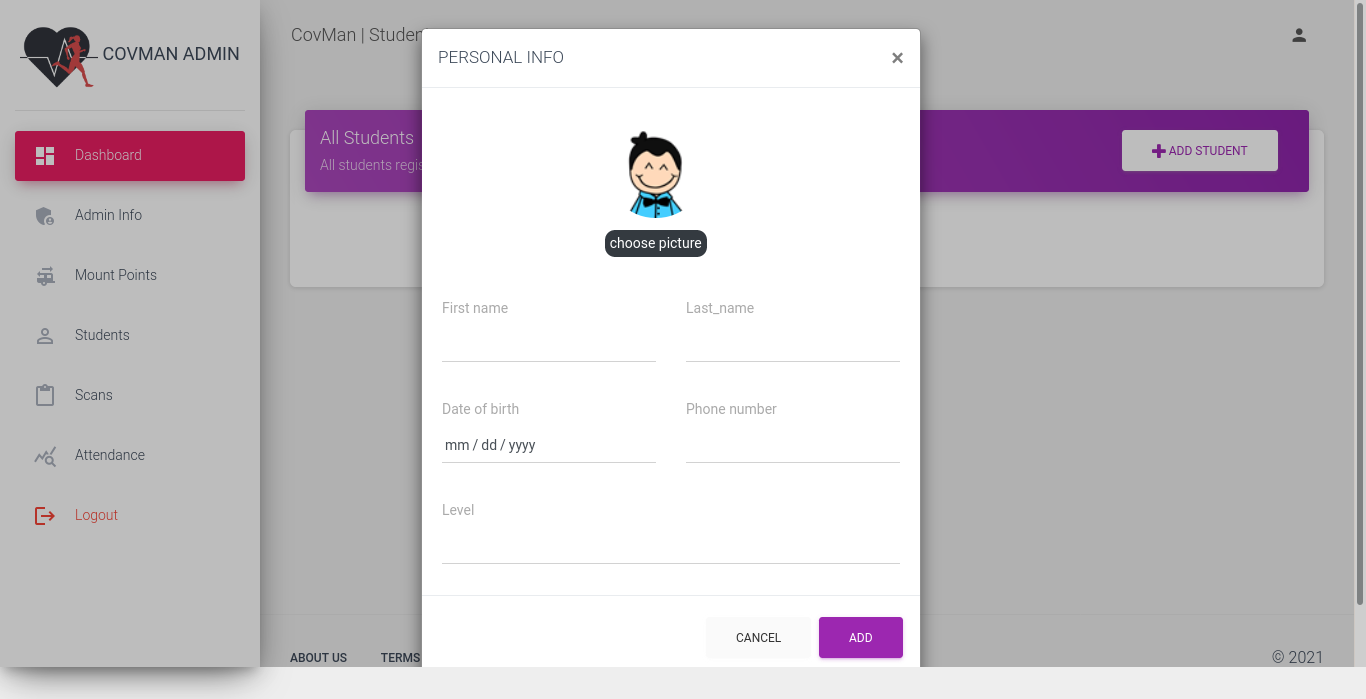 COVMAN ADMIN
Dashboard
Admin Info
Mount Points
Students
Scans
Attendance
Logout
CovMan |
All Students
All students
ADD STUDENT
PERSONAL INFO
×
choose picture
First name
Last_name
Date of birth
Phone number
mm / dd / yyyy
Level
CANCEL
ADD
ABOUT US
TERMS
© 2021